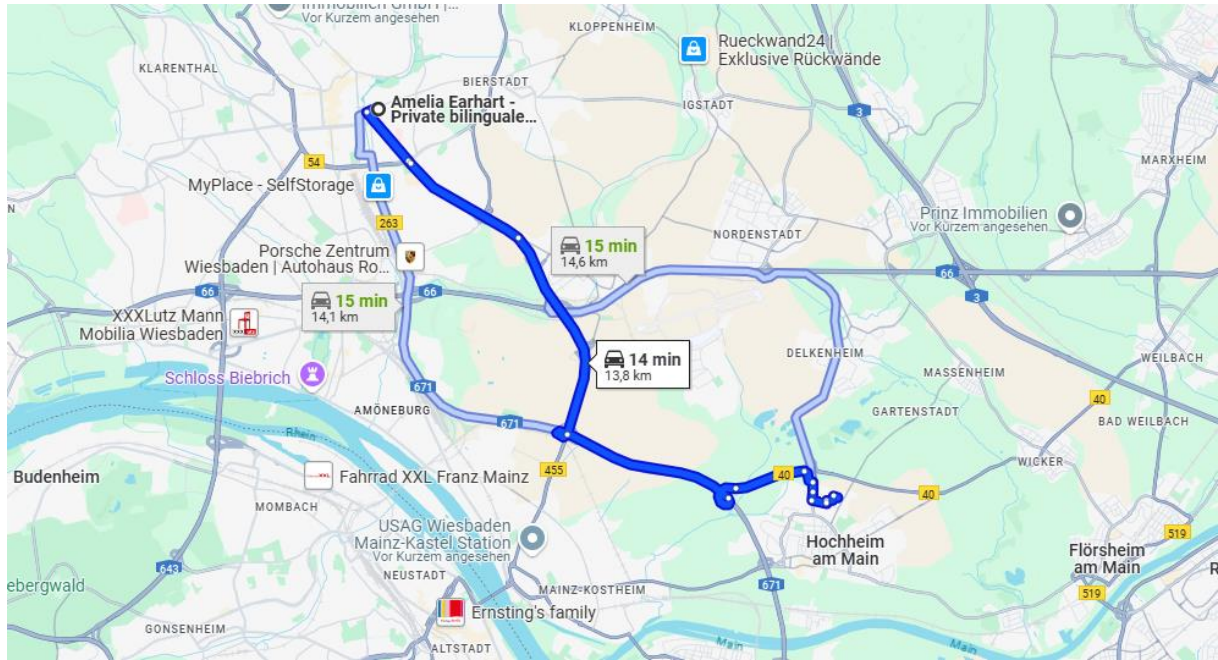 Immobilien GmbH |...
Vor Kurzem angesehen
KLOPPENHEIM
Rueckwand24 |
Exklusive Rückwände
KLARENTHAL
BIERSTADT
IGSTADT
3
Amelia Earhart -
Private bilinguale...
54
MARXHEIM
MyPlace - SelfStorage
263
Prinz Immobilien
Vor Kurzem angesehen
NORDENSTADT
15 min
14,6 km
Porsche Zentrum
Wiesbaden | Autohaus Ro...
66
66
66
3
15 min
14,1 km
XXXLutz Mann
Mobilia Wiesbaden
14 min
13,8 km
DELKENHEIM
WEILBACH
MASSENHEIM
Schloss Biebrich
671
40
AMÖNEBURG
GARTENSTADT
BAD WEILBACH
671
Rhein
Budenheim
Fahrrad XXL Franz Mainz
455
40
WICKER
40
MOMBACH
USAG Wiesbaden
Mainz-Kastel Station
Vor Kurzem angesehen
Hochheim
am Main
519
Flörsheim
am Main
643
NEUSTADT
ebergwald
MAINZ-KOSTHEIM
671
519
Ernsting's family
GONSENHEIM
ALTSTADT
Main
Main